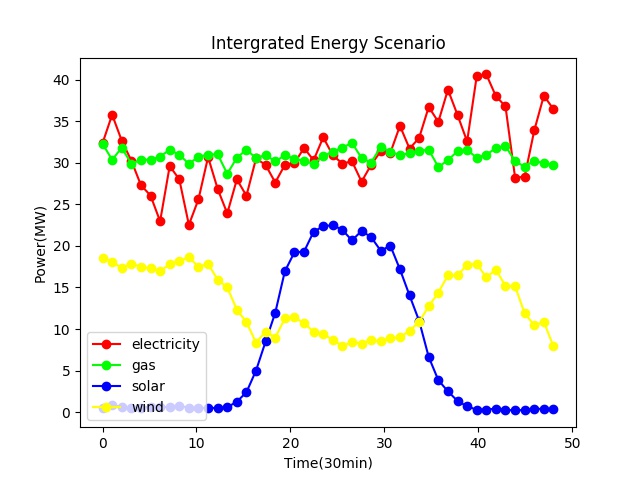 Intergrated Energy Scenario
Power(MW)
40
35
30
25
20
15
10
5
0
electricity
gas
solar
wind
0 10 20 30 40 50
Time(30min)